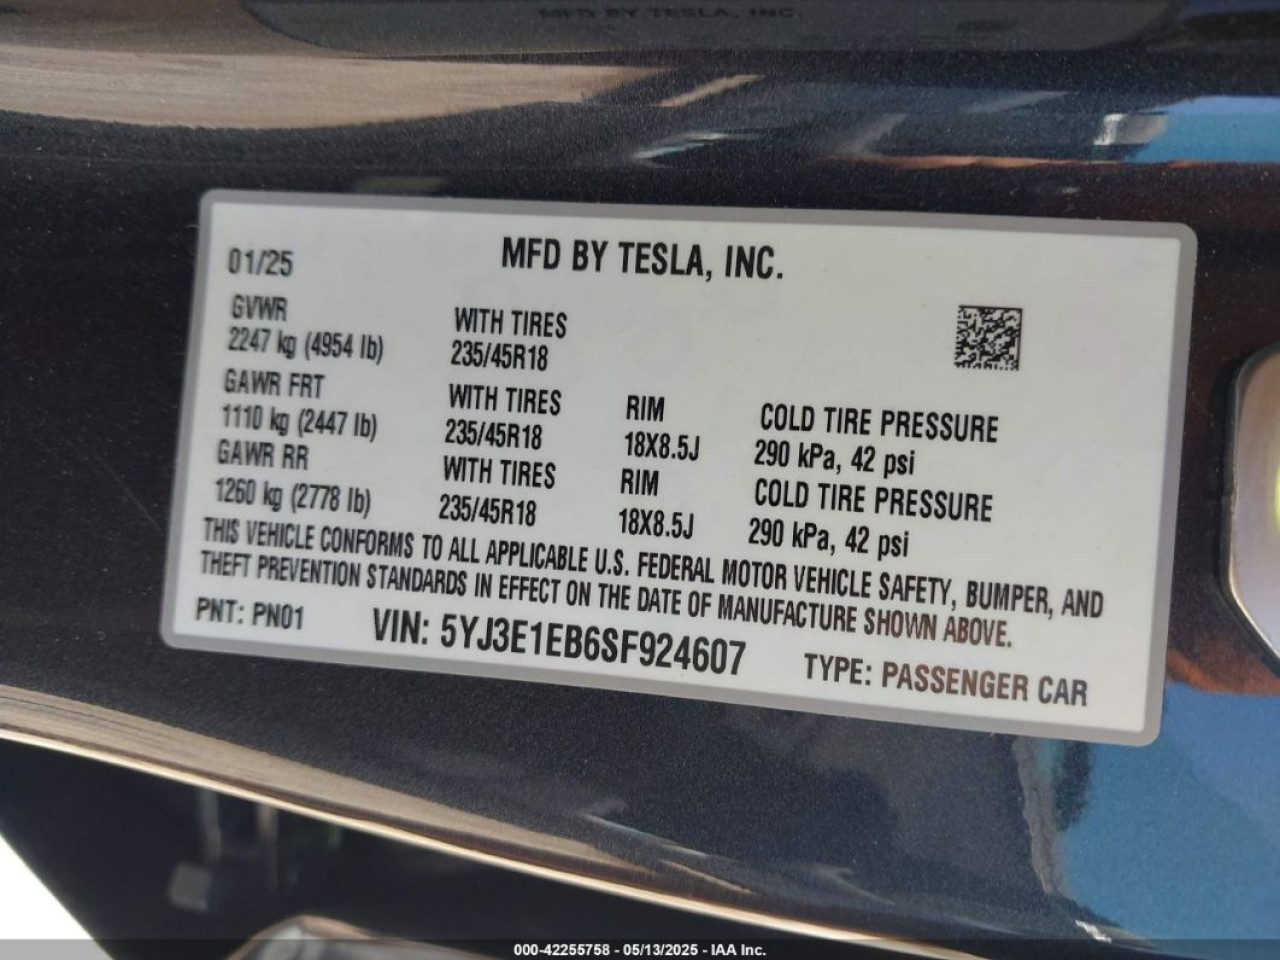 MFD BY TESLA, INC.
01/25
MFD BY TESLA, INC.
GVWR
2247 kg (4954 lb)
WITH TIRES
235/45R18
GAWR FRT
1110 kg (2447 lb)
WITH TIRES
235/45R18
RIM
18X8.5J
COLD TIRE PRESSURE
290 kPa, 42 psi
GAWR RR
1260 kg (2778 lb)
WITH TIRES
235/45R18
RIM
18X8.5J
COLD TIRE PRESSURE
290 kPa, 42 psi
THIS VEHICLE CONFORMS TO ALL APPLICABLE U.S. FEDERAL MOTOR VEHICLE SAFETY, BUMPER, AND
THEFT PREVENTION STANDARDS IN EFFECT ON THE DATE OF MANUFACTURE SHOWN ABOVE.
PNT: PN01
VIN: 5YJ3E1EB6SF924607
TYPE: PASSENGER CAR
000-42255758 - 05/13/2025 - IAA Inc.